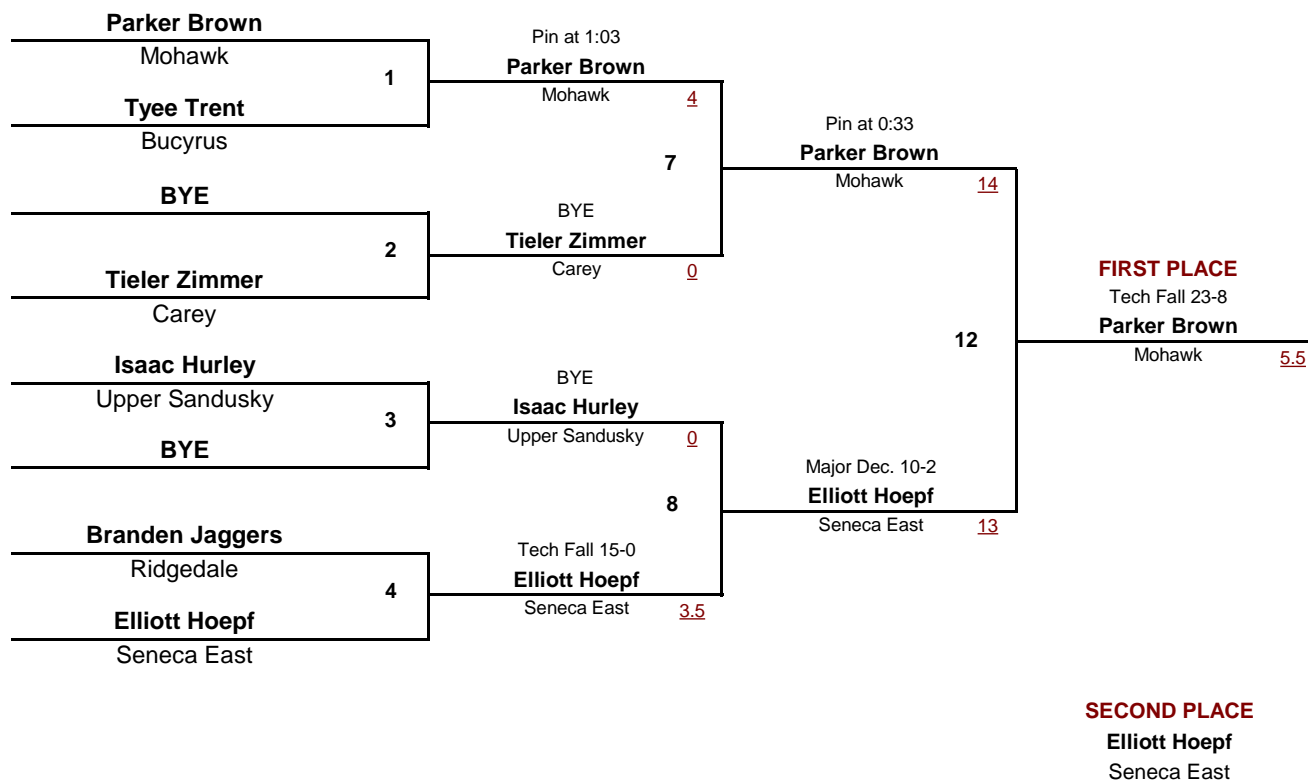 Parker Brown
Mohawk
1
Tyee Trent
Bucyrus
BYE
2
Tieler Zimmer
Carey
Isaac Hurley
Upper Sandusky
3
BYE
Branden Jaggers
Ridgedale
4
Elliott Hoepf
Seneca East
Pin at 1:03
Parker Brown
Mohawk 4
7
BYE
Tieler Zimmer
Carey 0
BYE
Isaac Hurley
Upper Sandusky 0
8
Tech Fall 15-0
Elliott Hoepf
Seneca East 3.5
Pin at 0:33
Parker Brown
Mohawk 14
12
Major Dec. 10-2
Elliott Hoepf
Seneca East 13
FIRST PLACE
Tech Fall 23-8
Parker Brown
Mohawk 5.5
SECOND PLACE
Elliott Hoepf
Seneca East